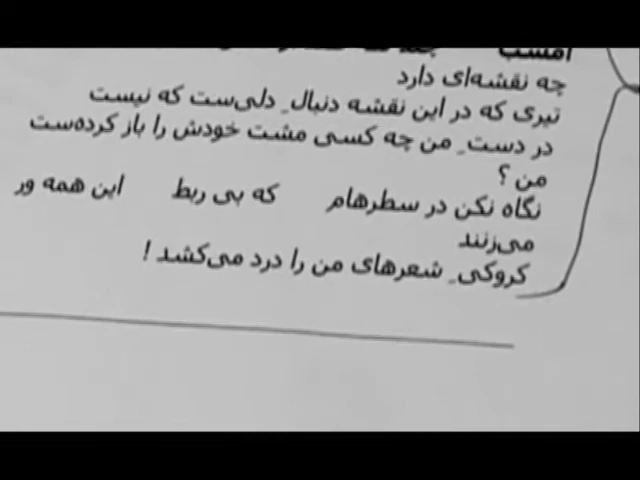 امشب
چه نقشه‌ای دارد
تیری که در این نقشه دنبال ِ دلی‌ست که نیست
در دست ِ من چه کسی مشت خودش را باز کرده‌ست
من ؟
نگاه نکن در سطرهام که بی ربط این همه ور
می‌زنند
کروکی ِ شعرهای من را درد می‌کشد !